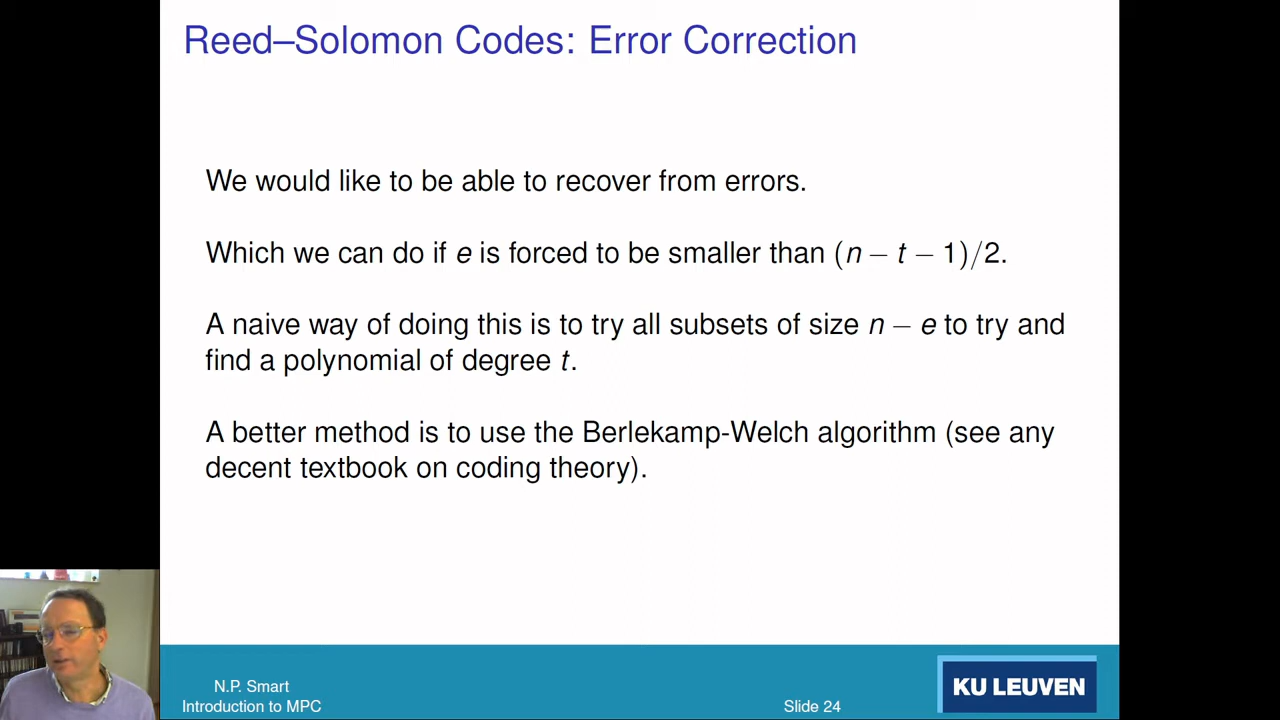 Reed–Solomon Codes: Error Correction
We would like to be able to recover from errors.
Which we can do if e is forced to be smaller than (n − t − 1)/2.
A naive way of doing this is to try all subsets of size n − e to try and
find a polynomial of degree t.
A better method is to use the Berlekamp-Welch algorithm (see any
decent textbook on coding theory).
N.P. Smart
Introduction to MPC
Slide 24
KU LEUVEN